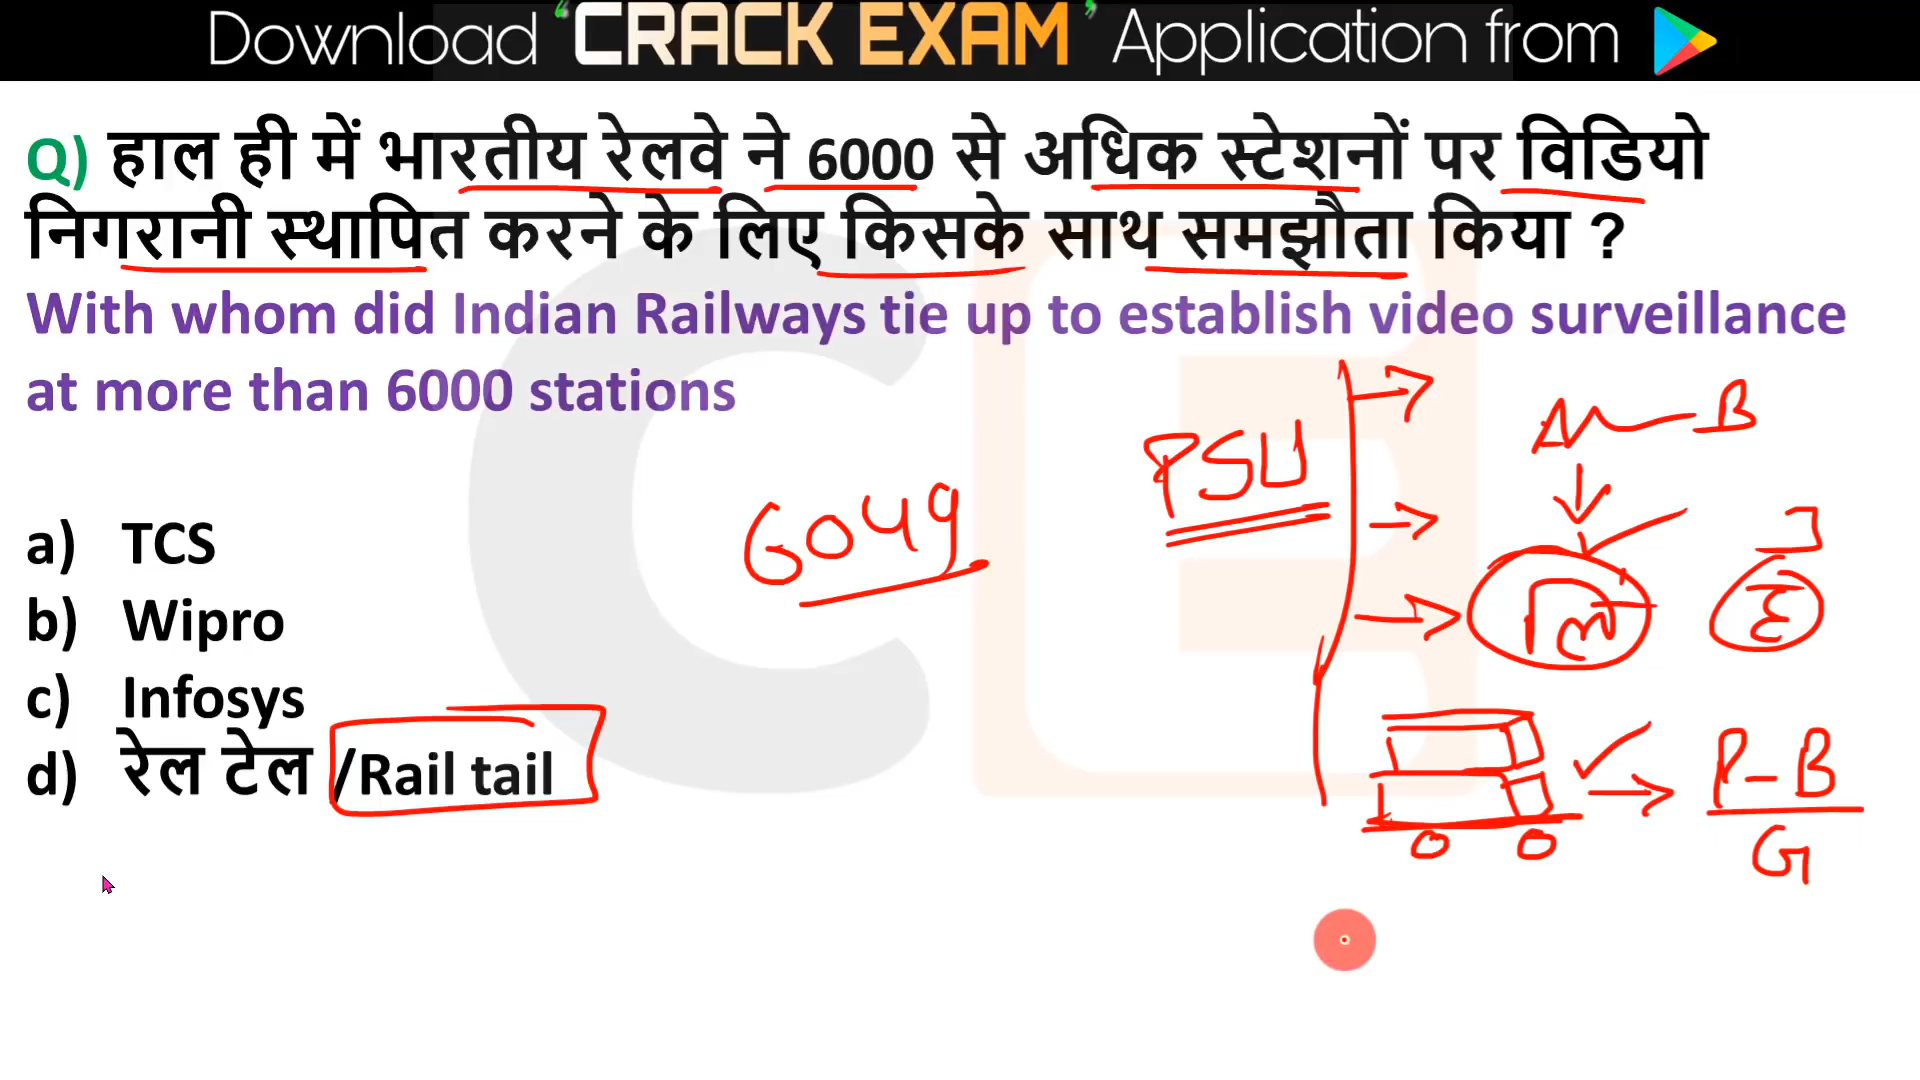 Download ‘CRACK EXAM’ Application from
Q) हाल ही में भारतीय रेलवे ने 6000 से अधिक स्टेशनों पर विडियो
निगरानी स्थापित करने के लिए किसके साथ समझौता किया ?
With whom did Indian Railways tie up to establish video surveillance
at more than 6000 stations
B
PSU
6049
a) TCS
b) Wipro
c) Infosys
d) रेल टेल /Rail tail
P-B
G
CE